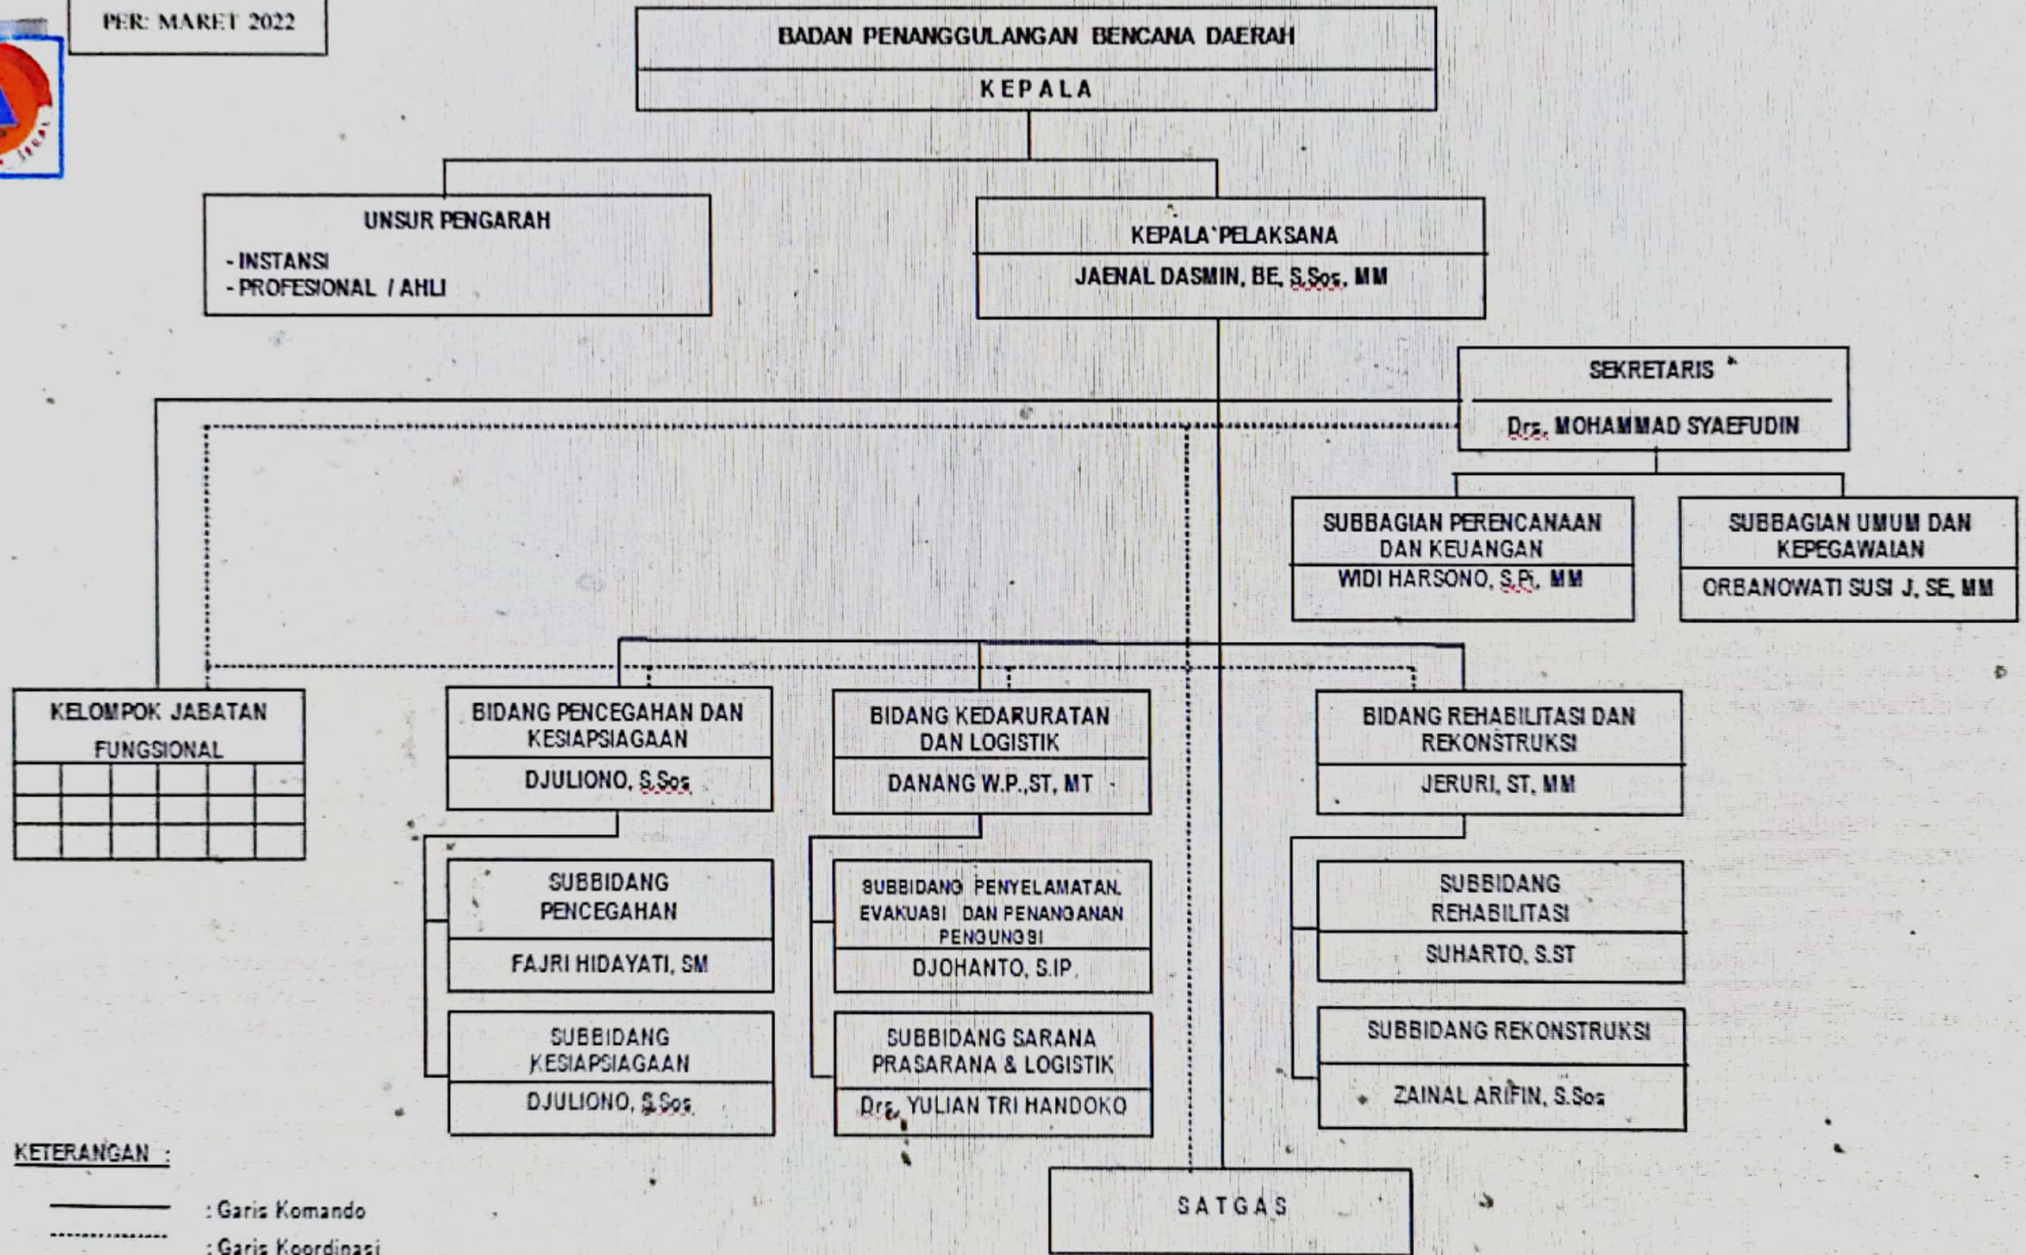 PER: MARET 2022
BADAN PENANGGULANGAN BENCANA DAERAH
KEPALA
UNSUR PENGARAH
- INSTANSI
- PROFESIONAL / AHLI
KEPALA PELAKSANA
JAENAL DASMIN, BE, S.Sos, MM
SEKRETARIS
Drs. MOHAMMAD SYAEFUDIN
SUBBAGIAN PERENCANAAN
DAN KEUANGAN
WIDI HARSONO, S.Pi, MM
SUBBAGIAN UMUM DAN
KEPEGAWAIAN
ORBANOWATI SUSI J, SE, MM
KELOMPOK JABATAN
FUNGSIONAL
BIDANG PENCEGAHAN DAN
KESIAPSIAGAAN
DJULIONO, S.Sos
BIDANG KEDARURATAN
DAN LOGISTIK
DANANG W.P.,ST, MT
BIDANG REHABILITASI DAN
REKONSTRUKSI
JERURI, ST, MM
SUBBIDANG
PENCEGAHAN
FAJRI HIDAYATI, SM
SUBBIDANG PENYELAMATAN,
EVAKUASI DAN PENANGANAN
PENGUNGSI
DJOHANTO, S.IP.
SUBBIDANG
REHABILITASI
SUHARTO, S.ST
SUBBIDANG
KESIAPSIAGAAN
DJULIONO, S.Sos
SUBBIDANG SARANA
PRASARANA & LOGISTIK
Drs. YULIAN TRI HANDOKO
SUBBIDANG REKONSTRUKSI
ZAINAL ARIFIN, S.Sos
SATGAS
KETERANGAN :
: Garis Komando
: Garis Koordinasi